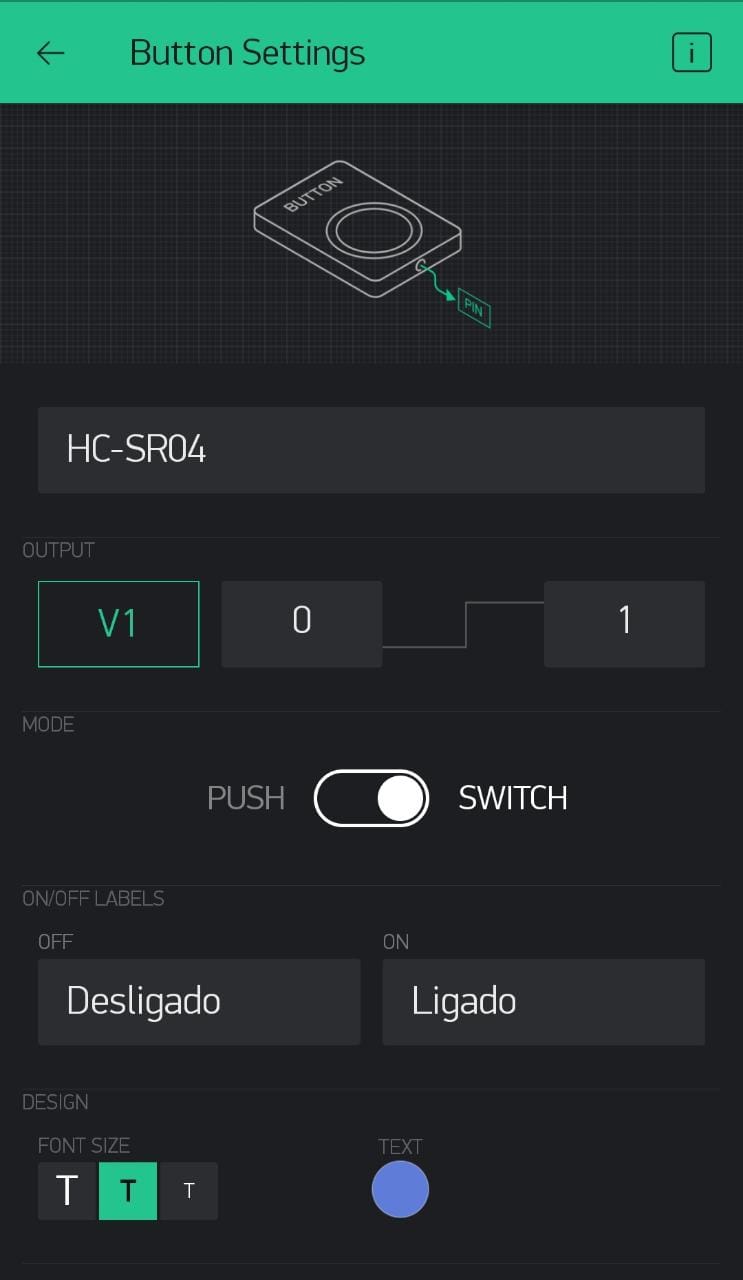 Button Settings
i
BUTTON
PIN
HC-SR04
OUTPUT
V1 0 1
MODE
PUSH SWITCH
ON/OFF LABELS
OFF ON
Desligado Ligado
DESIGN
FONT SIZE TEXT
T T T